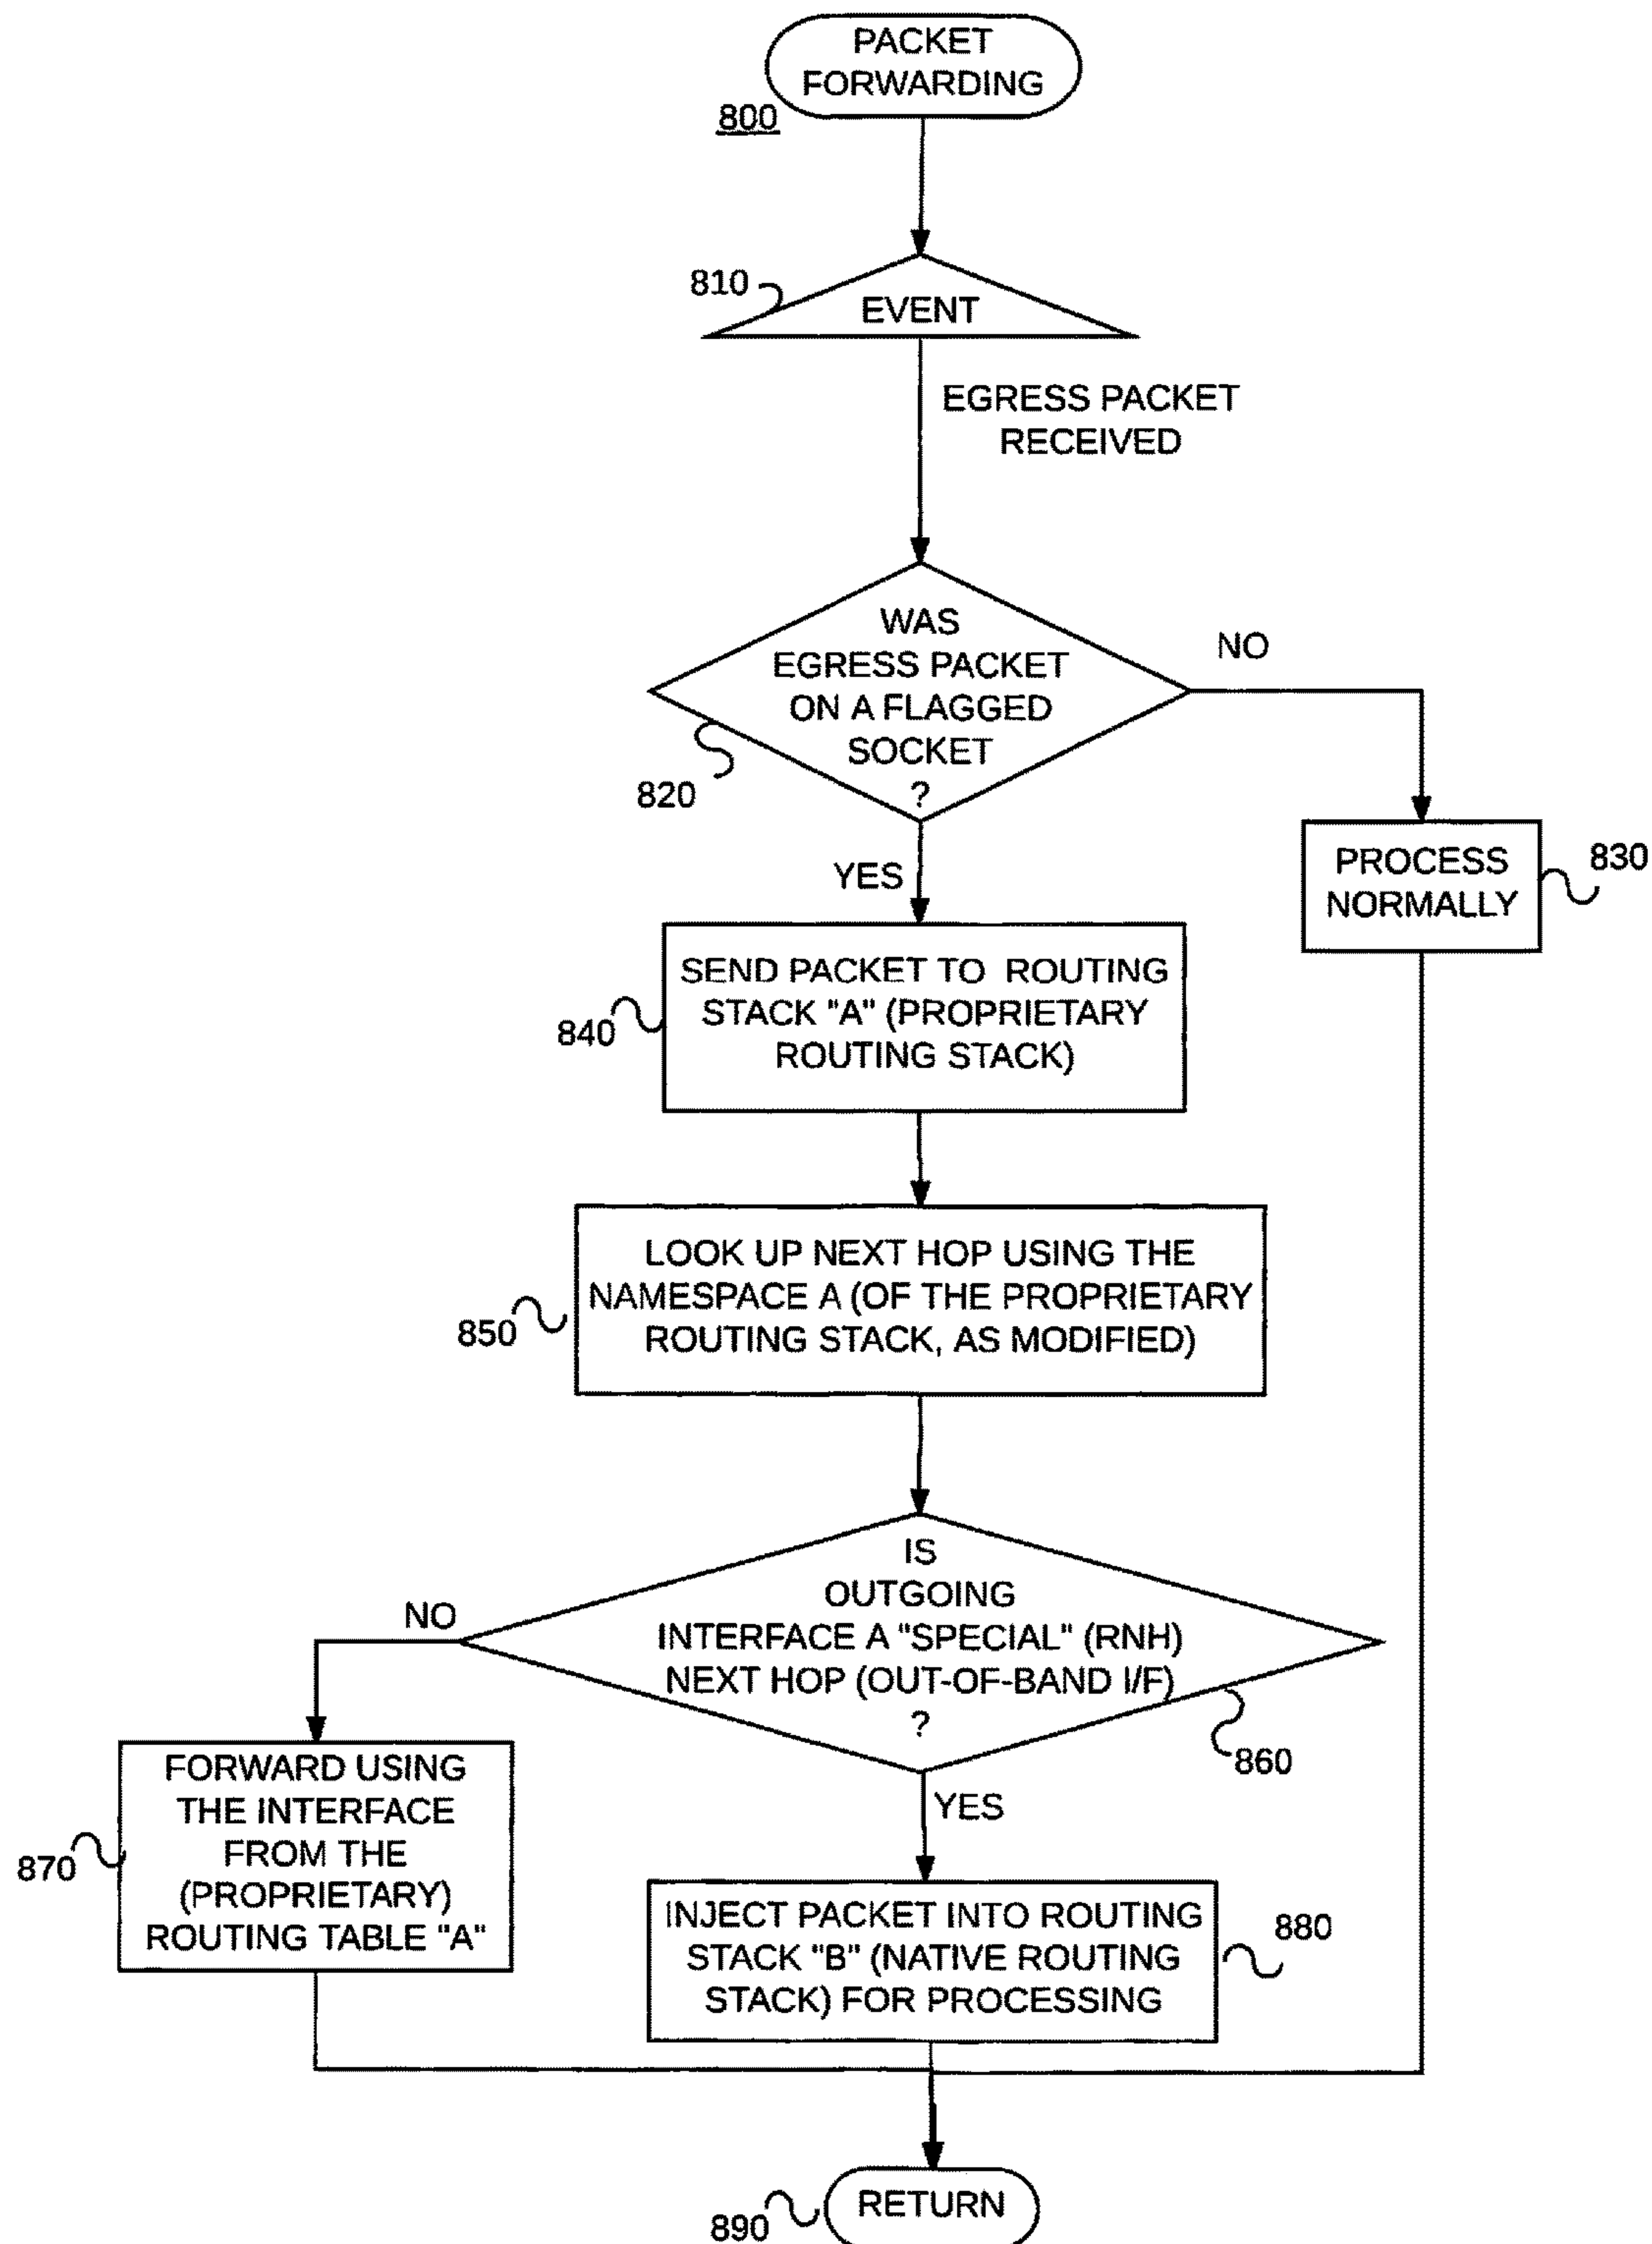 PACKET
FORWARDING
800
810
EVENT
EGRESS PACKET
RECEIVED
WAS
EGRESS PACKET
ON A FLAGGED
SOCKET
?
820
NO
YES
PROCESS
NORMALLY
830
SEND PACKET TO ROUTING
STACK "A" (PROPRIETARY
ROUTING STACK)
840
LOOK UP NEXT HOP USING THE
NAMESPACE A (OF THE PROPRIETARY
ROUTING STACK, AS MODIFIED)
850
IS
OUTGOING
INTERFACE A "SPECIAL" (RNH)
NEXT HOP (OUT-OF-BAND I/F)
?
860
NO
YES
FORWARD USING
THE INTERFACE
FROM THE
(PROPRIETARY)
ROUTING TABLE "A"
870
INJECT PACKET INTO ROUTING
STACK "B" (NATIVE ROUTING
STACK) FOR PROCESSING
880
RETURN
890